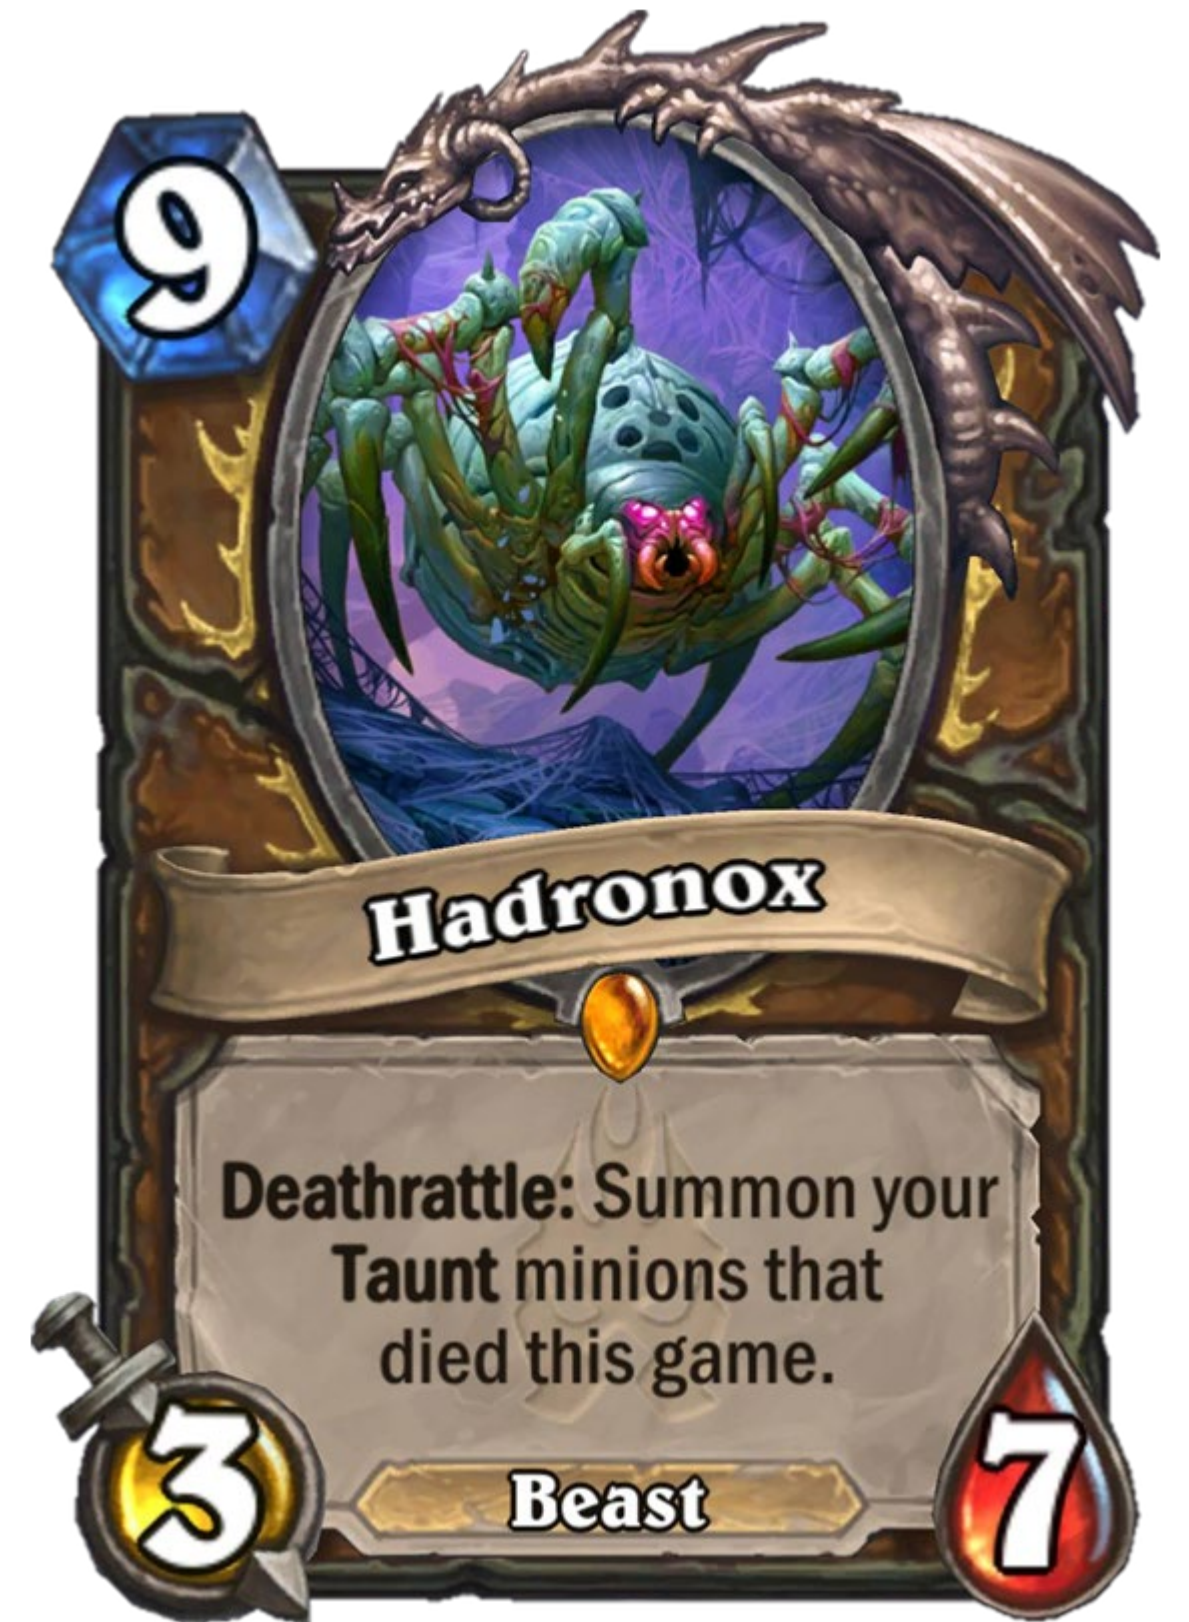 9
Hadronox
Deathrattle: Summon your
Taunt minions that
died this game.
3
Beast
7